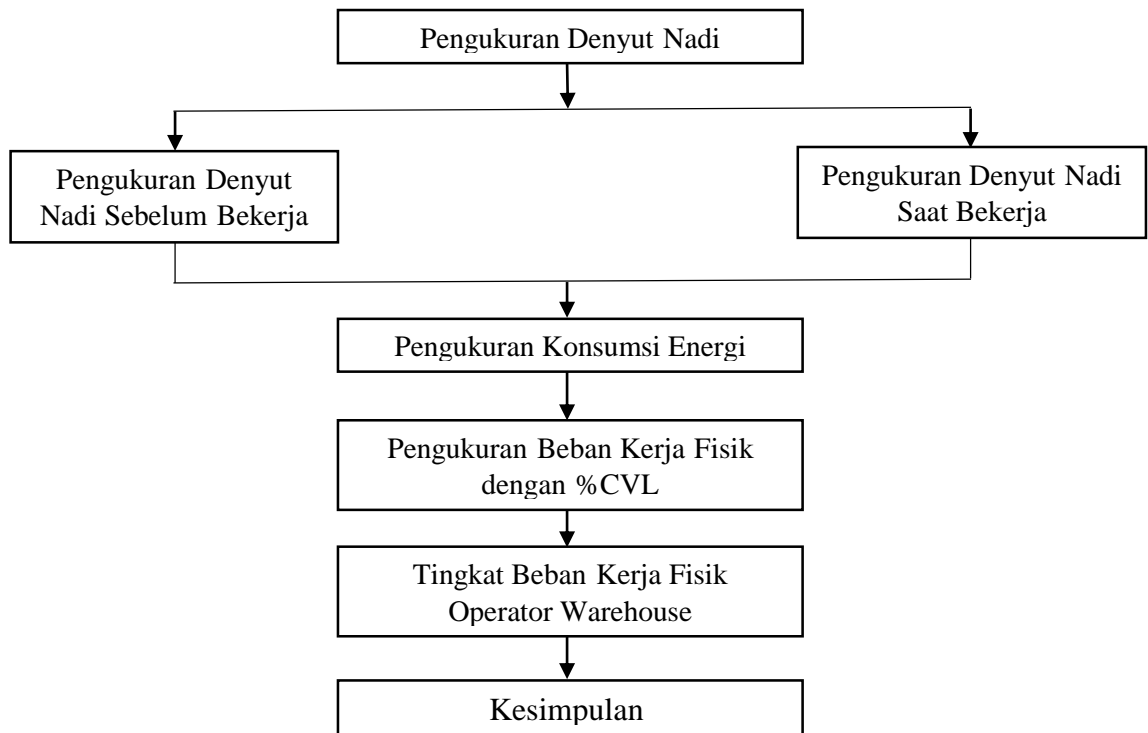 Pengukuran Denyut Nadi
Pengukuran Denyut
Nadi Sebelum Bekerja
Pengukuran Denyut Nadi
Saat Bekerja
Pengukuran Konsumsi Energi
Pengukuran Beban Kerja Fisik
dengan %CVL
Tingkat Beban Kerja Fisik
Operator Warehouse
Kesimpulan